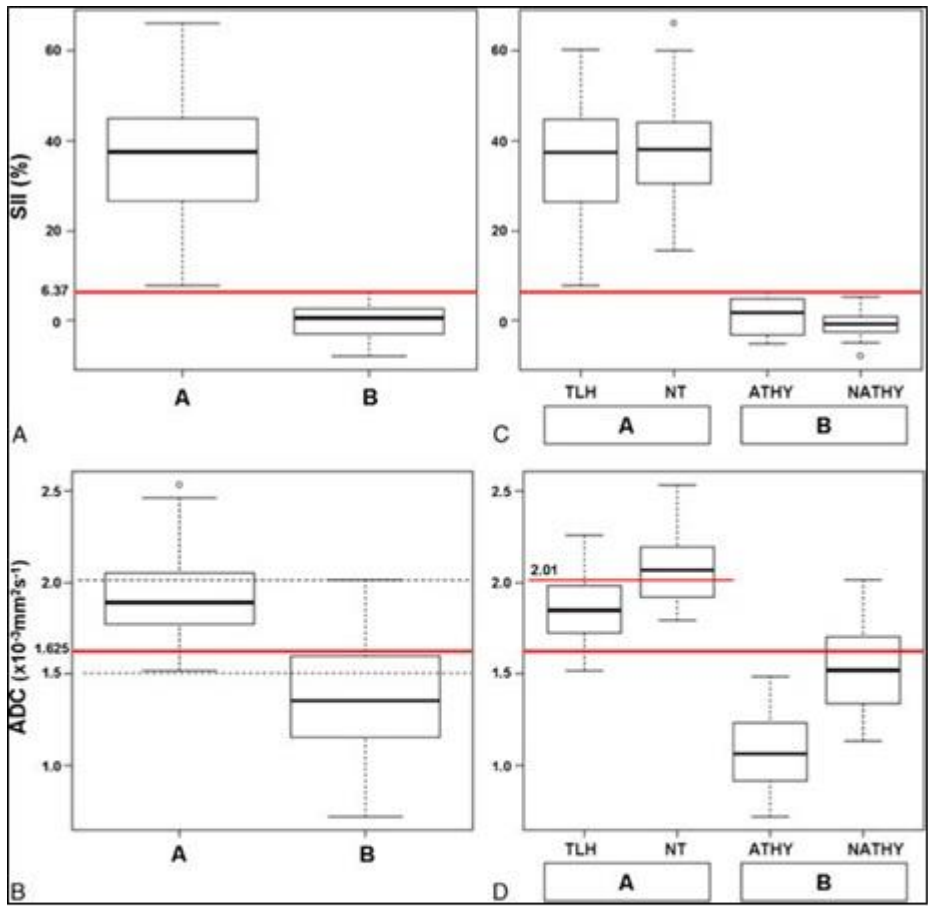 SII (%)
60
40
20
6.37
0
A
B
A
60
40
20
0
TLH
NT
ATHY
NATHY
A
B
C
ADC (x10⁻³mm²s⁻¹)
2.5
2.0
1.625
1.5
1.0
A
B
B
2.5
2.01
2.0
1.5
1.0
TLH
NT
ATHY
NATHY
A
B
D